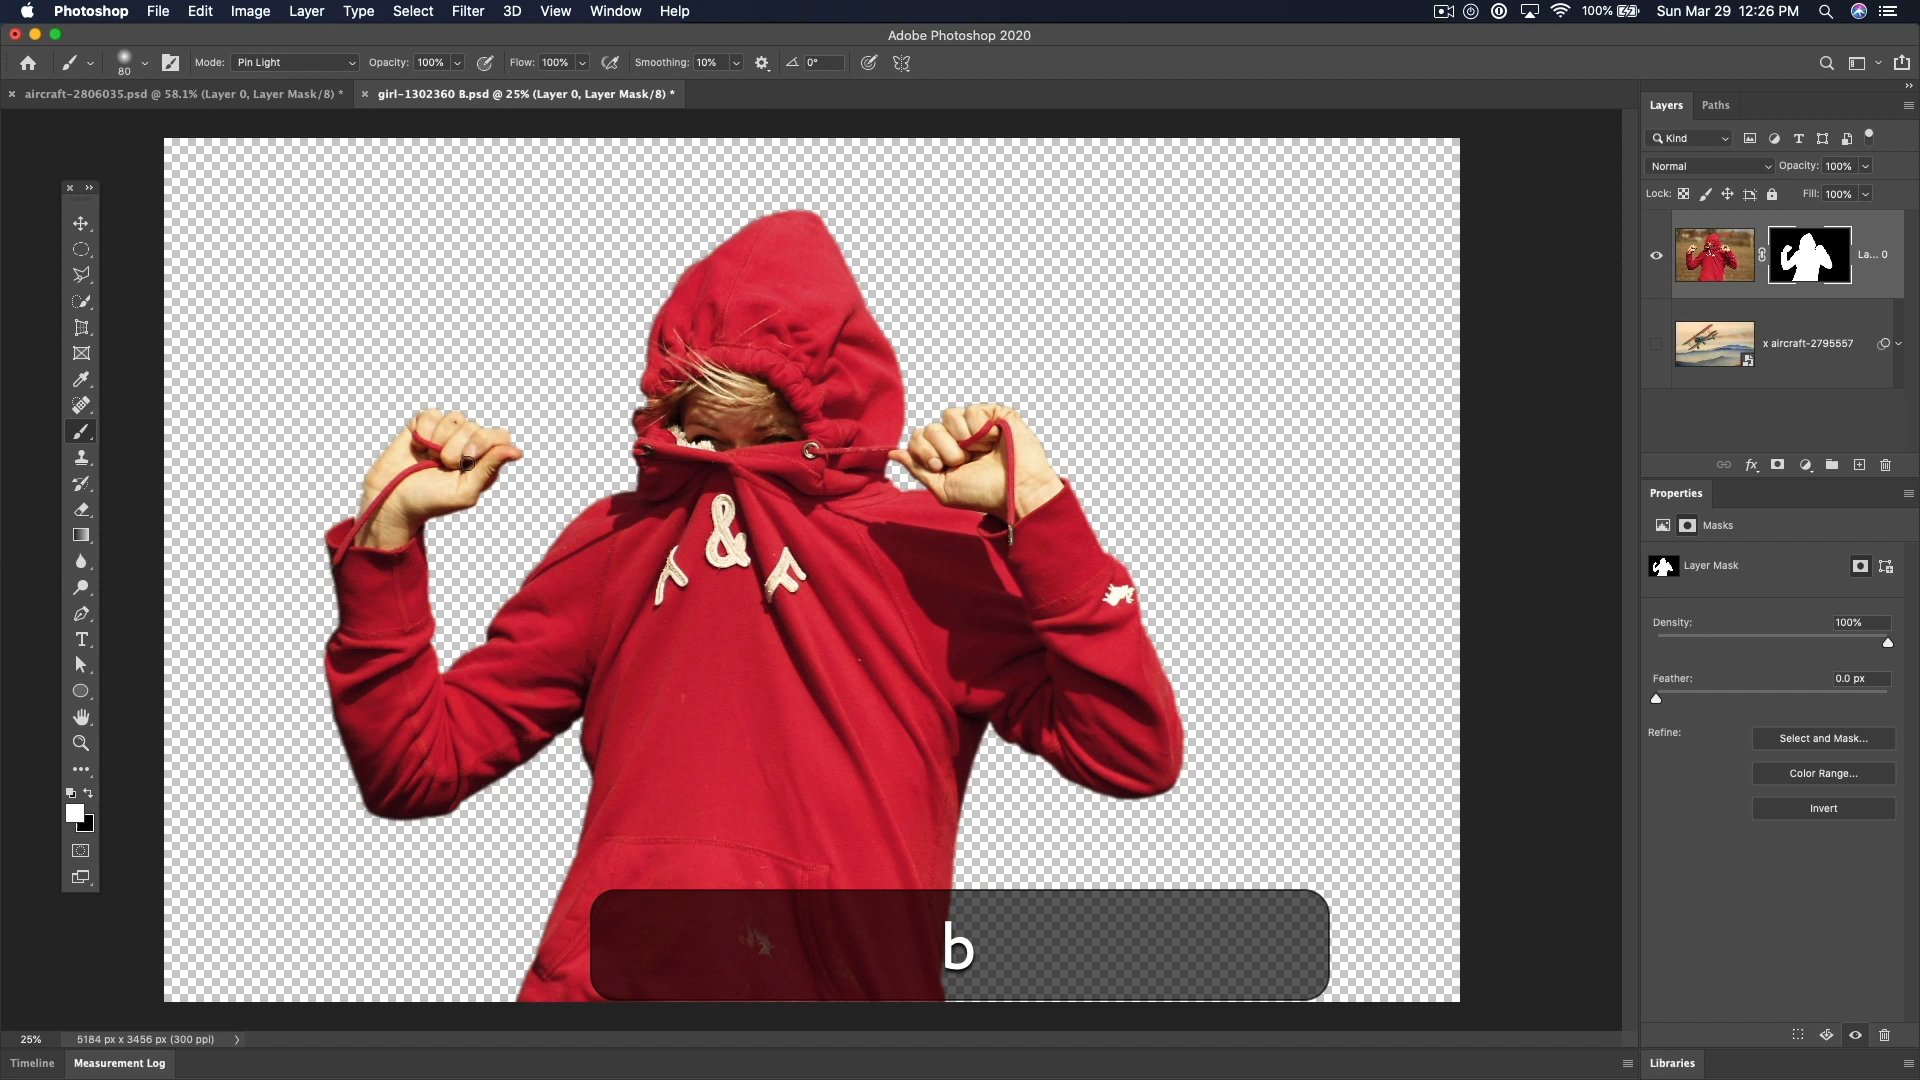 Photoshop File Edit Image Layer Type Select Filter 3D View Window Help 100% Sun Mar 29 12:26 PM
Adobe Photoshop 2020
80 Mode: Pin Light Opacity: 100% Flow: 100% Smoothing: 10% 0°
aircraft-2806035.psd @ 58.1% (Layer 0, Layer Mask/8) * girl-1302360 B.psd @ 25% (Layer 0, Layer Mask/8) *
Layers Paths
Kind
Normal Opacity: 100%
Lock: Fill: 100%
La... 0
x aircraft-2795557
Properties
Masks
Layer Mask
Density: 100%
Feather: 0.0 px
Refine: Select and Mask...
Color Range...
Invert
&
b
25% 5184 px x 3456 px (300 ppi)
Timeline Measurement Log
Libraries